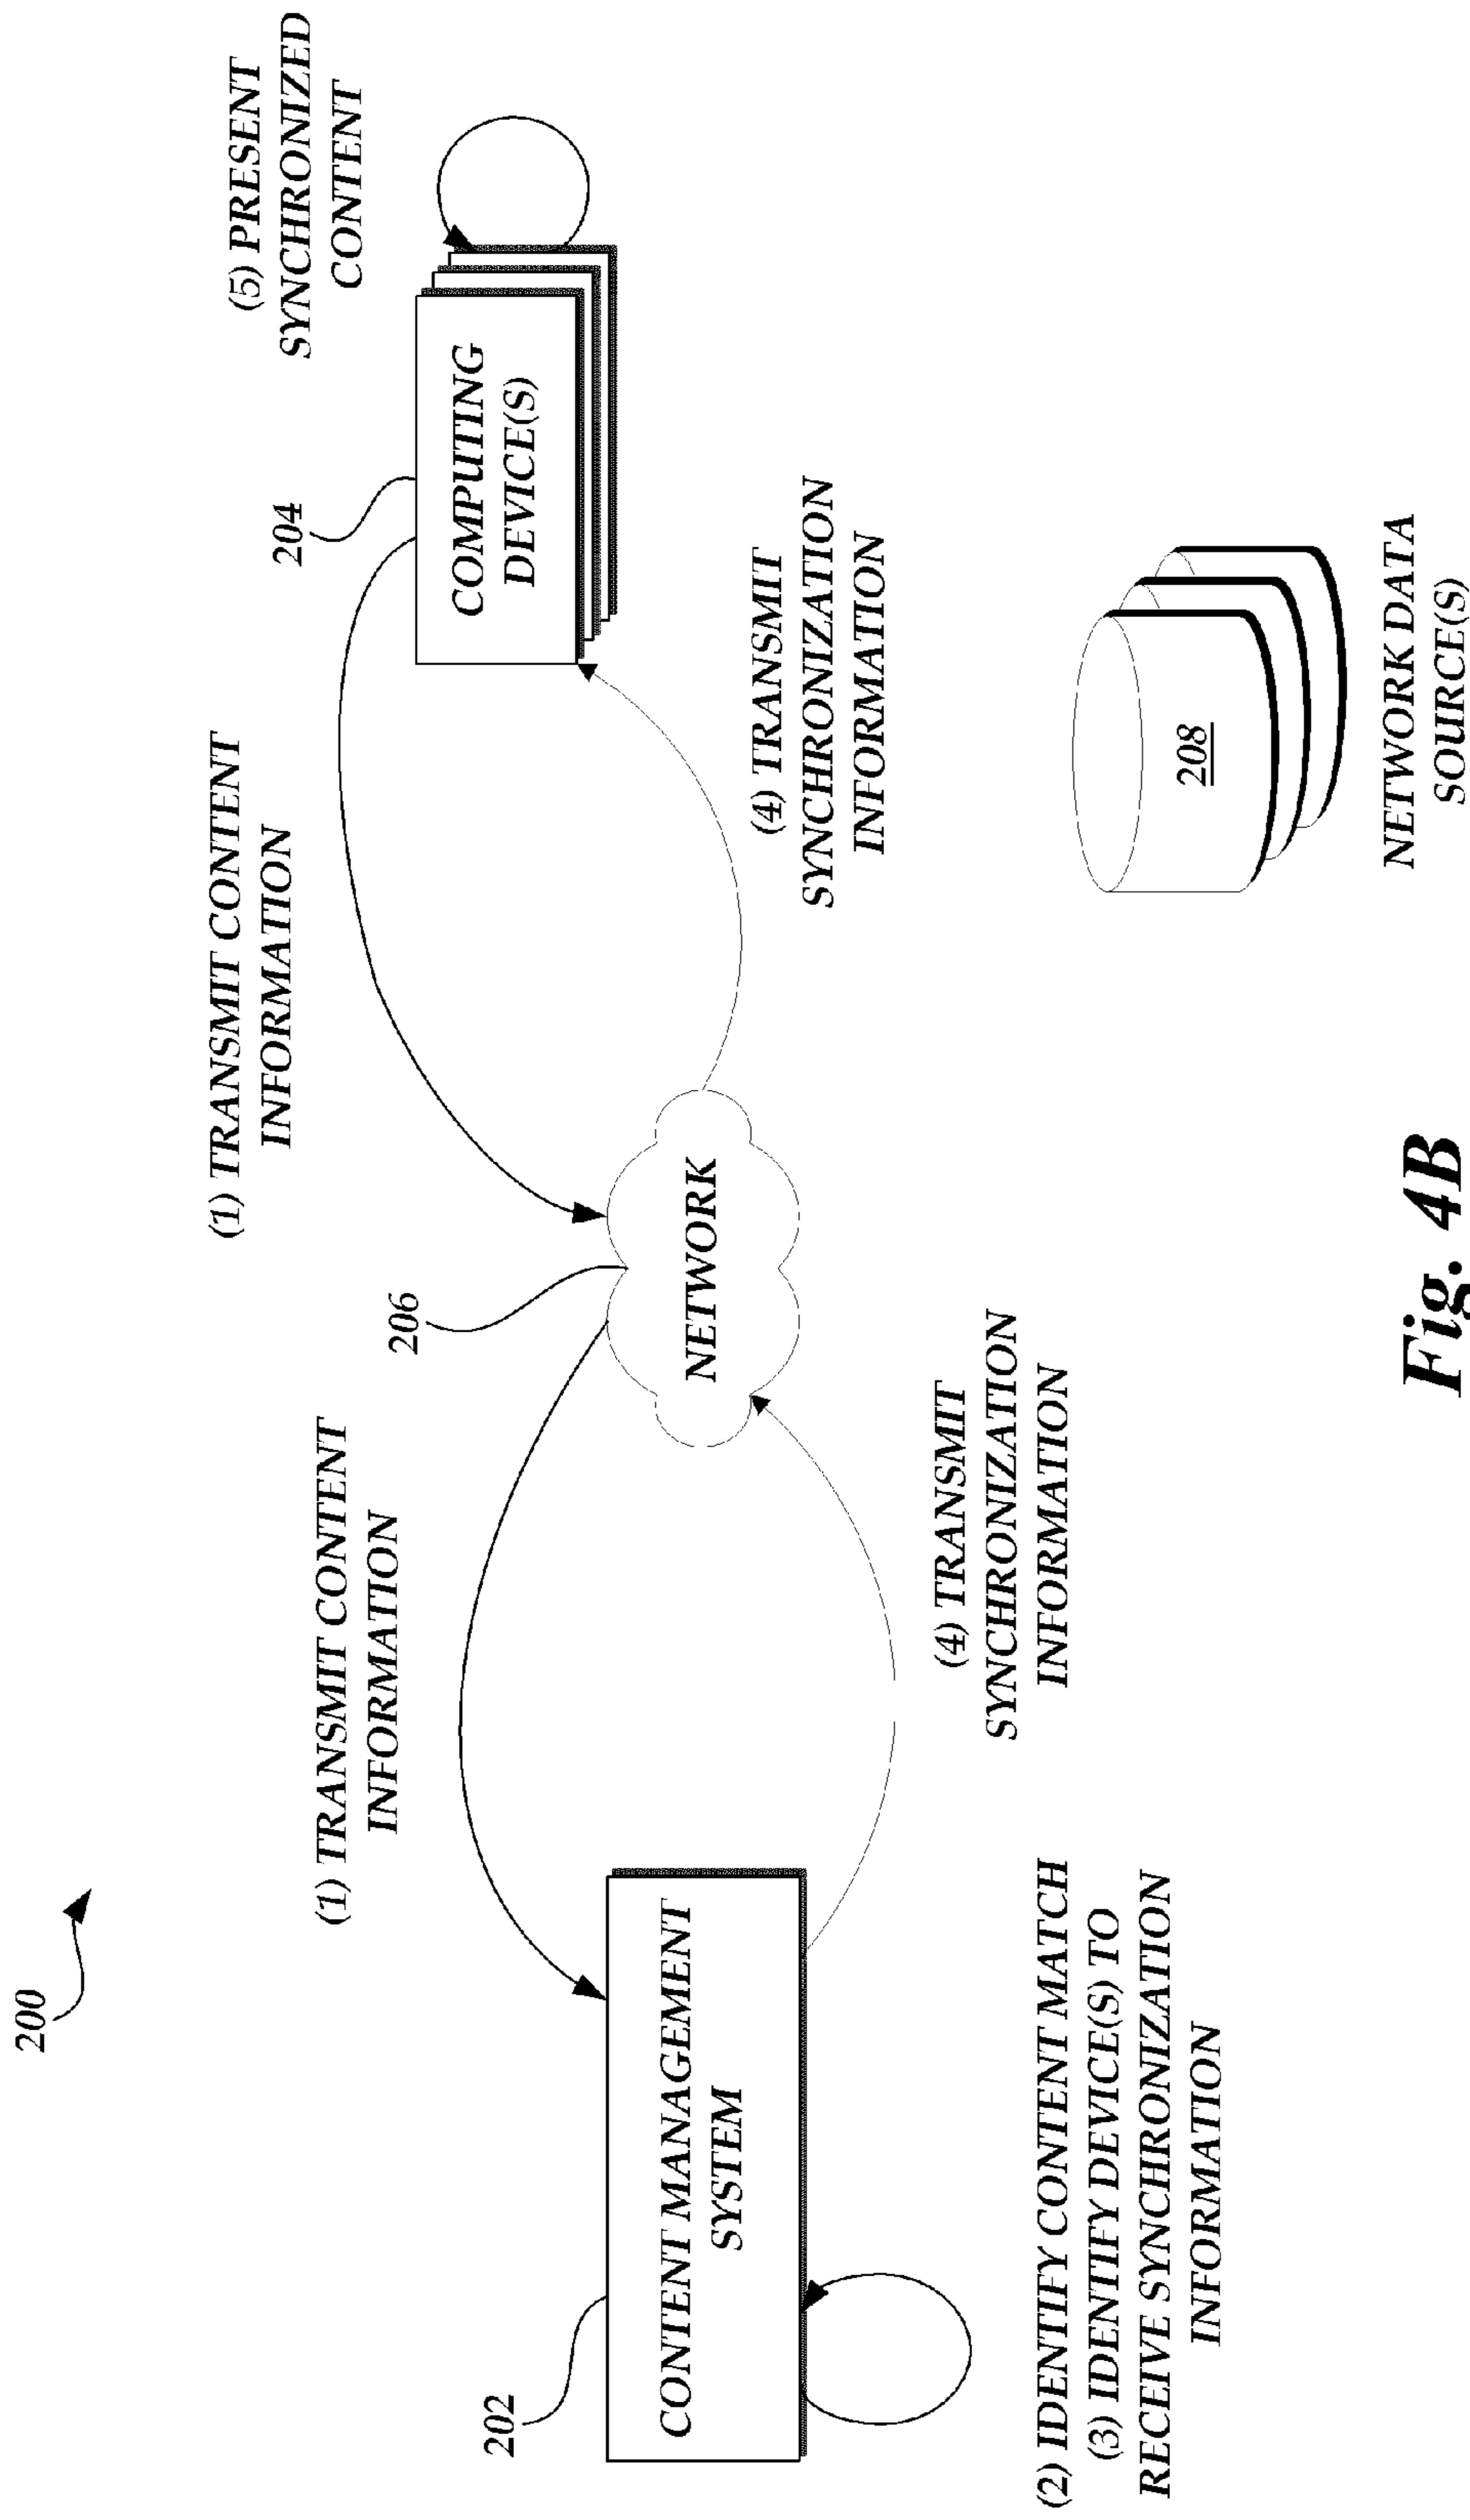 200
(5) PRESENT
SYNCHRONIZED
CONTENT
(1) TRANSMIT CONTENT
INFORMATION
204
(1) TRANSMIT CONTENT
INFORMATION
206
COMPUTING
DEVICE(S)
202
CONTENT MANAGEMENT
SYSTEM
NETWORK
(4) TRANSMIT
SYNCHRONIZATION
INFORMATION
(4) TRANSMIT
SYNCHRONIZATION
INFORMATION
(2) IDENTIFY CONTENT MATCH
(3) IDENTIFY DEVICE(S) TO
RECEIVE SYNCHRONIZATION
INFORMATION
208
NETWORK DATA
SOURCE(S)
Fig. 4B